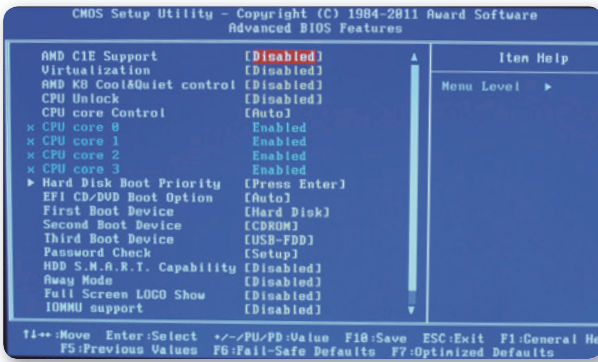 CMOS Setup Utility - Copyright (C) 1984-2011 Award Software
Advanced BIOS Features
AMD C1E Support [Disabled]
Item Help
Virtualization [Disabled]
AMD K8 Cool&Quiet control [Disabled]
Menu Level ▶
CPU Unlock [Disabled]
CPU core Control [Auto]
x CPU core 0 Enabled
x CPU core 1 Enabled
x CPU core 2 Enabled
x CPU core 3 Enabled
▶ Hard Disk Boot Priority [Press Enter]
EFI CD/DVD Boot Option [Auto]
First Boot Device [Hard Disk]
Second Boot Device [CDROM]
Third Boot Device [USB-FDD]
Password Check [Setup]
HDD S.M.A.R.T. Capability [Disabled]
Away Mode [Disabled]
Full Screen LOGO Show [Disabled]
IOMMU support [Disabled]
↑↓→←:Move Enter:Select +/-/PU/PD:Value F10:Save ESC:Exit F1:General He
F5:Previous Values F6:Fail-Safe Defaults F7:Optimized Defaults